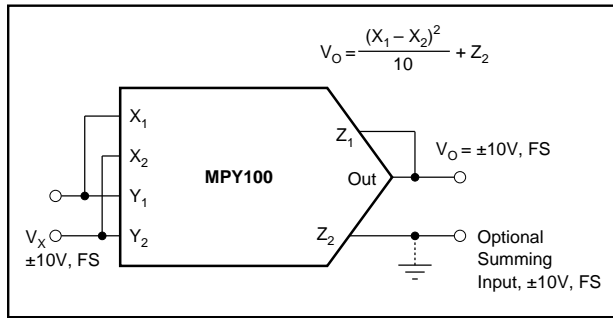 V_O = (X_1 – X_2)^2 / 10 + Z_2
X_1
X_2
Y_1
Y_2
MPY100
Z_1
Out
Z_2
V_O = ±10V, FS
V_X
±10V, FS
Optional
Summing
Input, ±10V, FS